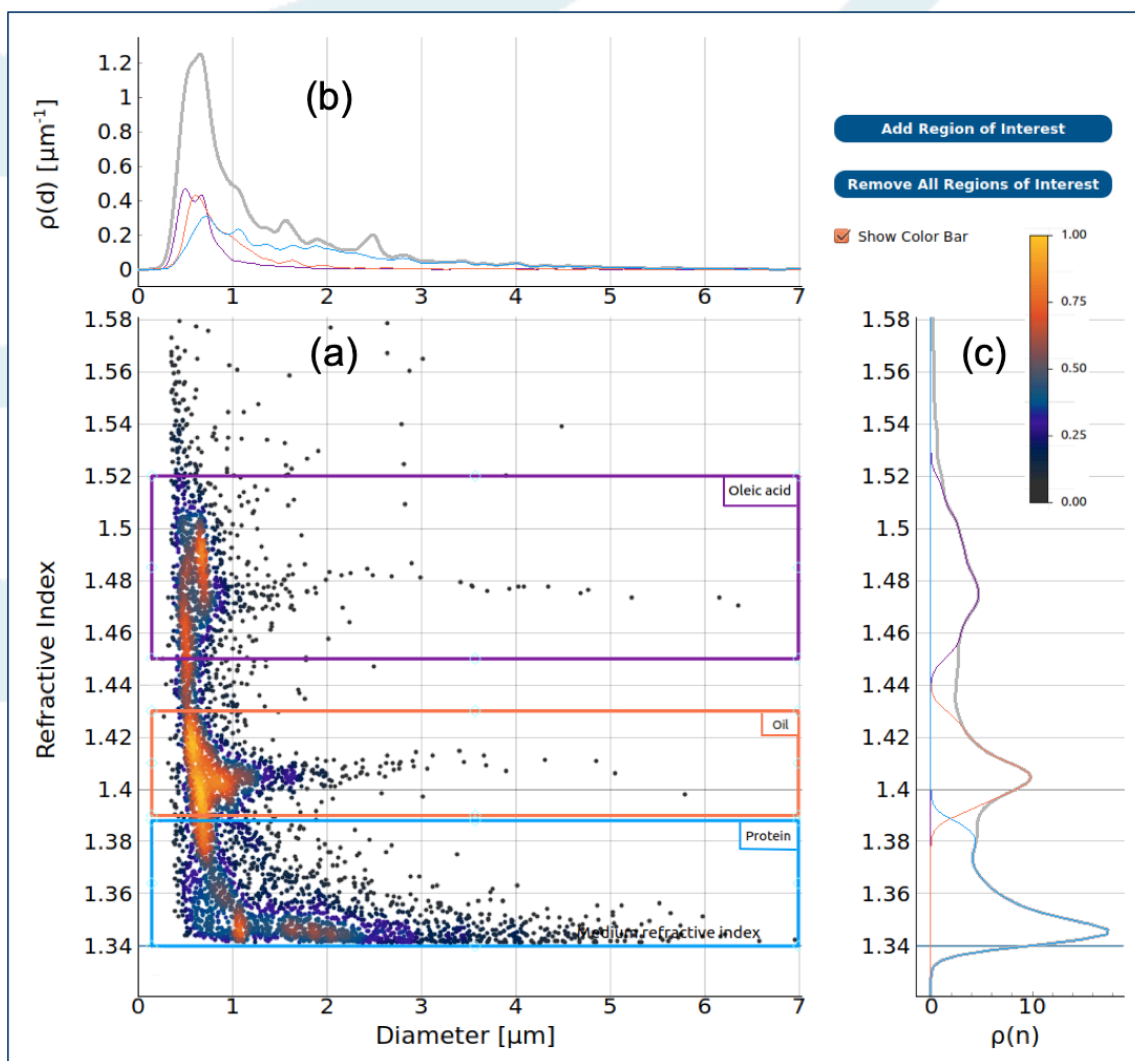 (b)
1.2
1
0.8
0.6
0.4
0.2
0
ρ(d) [µm⁻¹]
0 1 2 3 4 5 6 7
Add Region of Interest
Remove All Regions of Interest
Show Color Bar
1.00
0.75
0.50
0.25
0.00
(a)
1.58
1.56
1.54
1.52
1.5
1.48
1.46
1.44
1.42
1.4
1.38
1.36
1.34
Refractive Index
Oleic acid
Oil
Protein
Medium refractive index
0 1 2 3 4 5 6 7
Diameter [µm]
(c)
1.58
1.56
1.54
1.52
1.5
1.48
1.46
1.44
1.42
1.4
1.38
1.36
1.34
0 10
ρ(n)